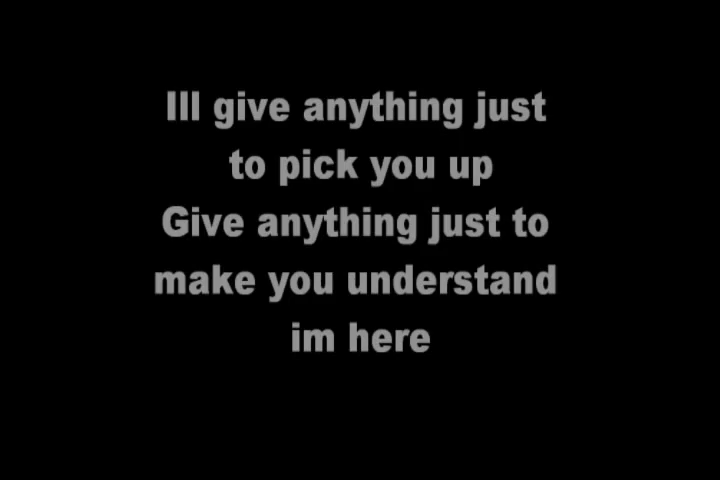 Ill give anything just
to pick you up
Give anything just to
make you understand
im here